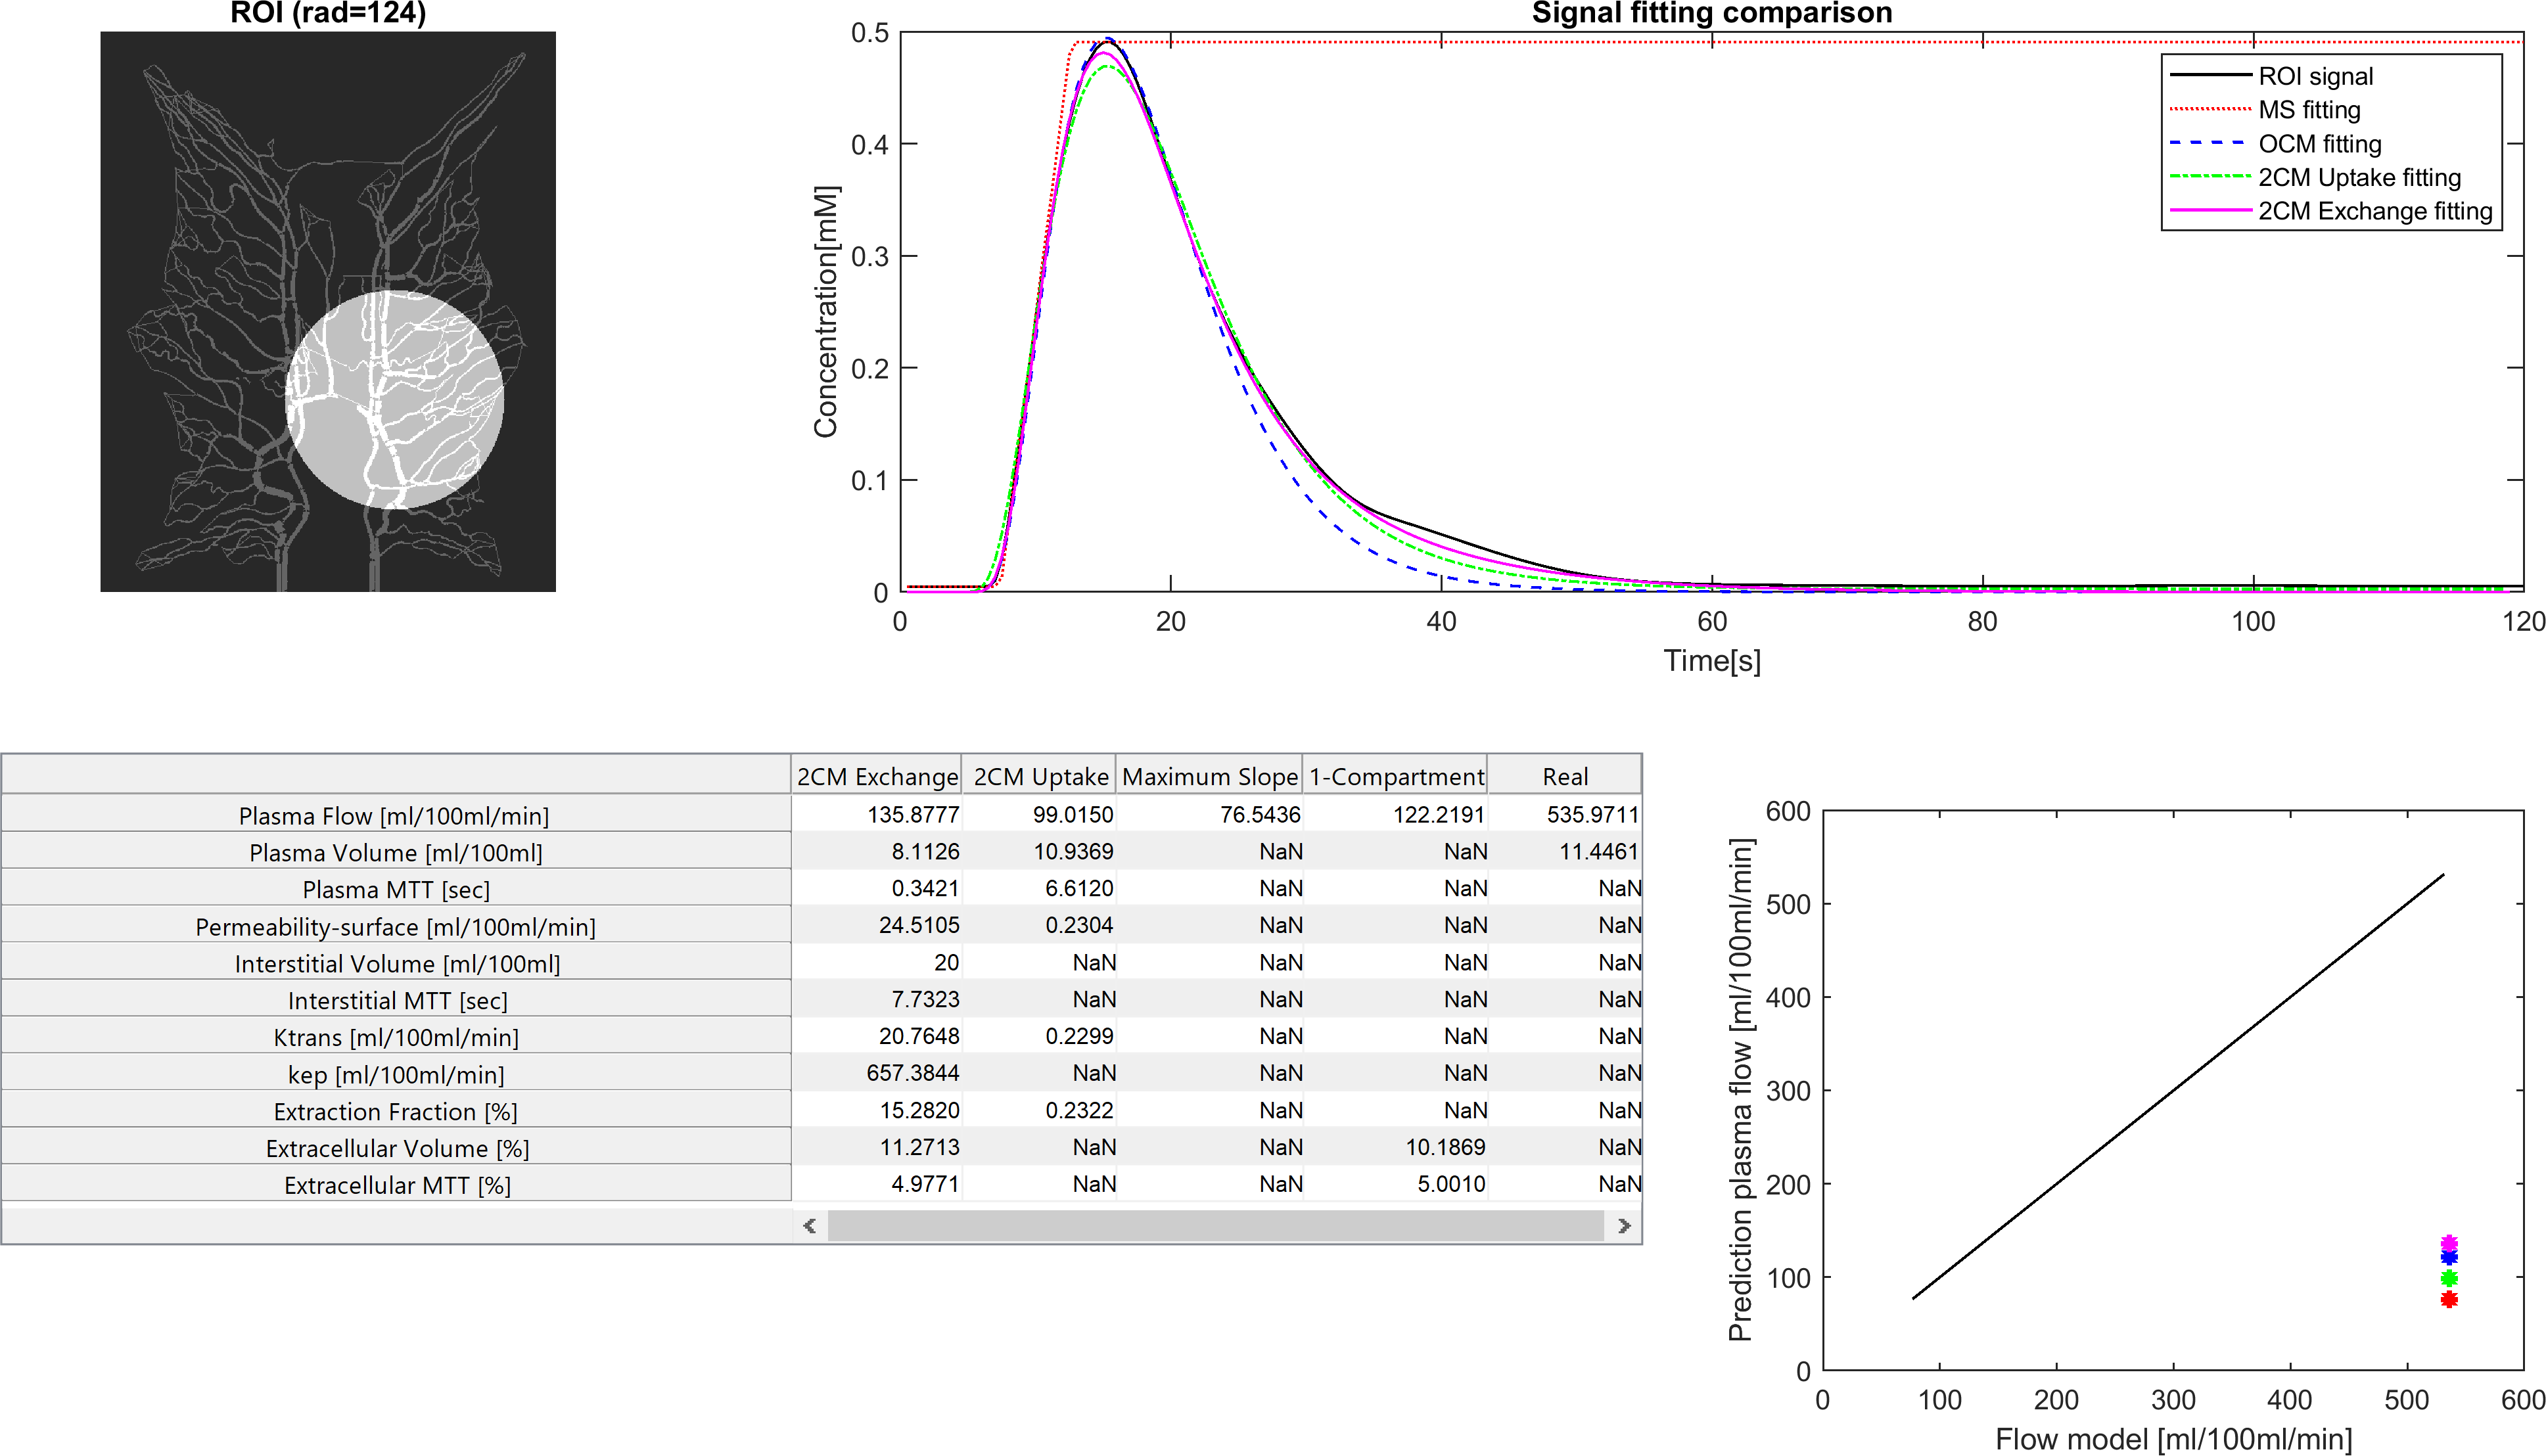 ROI (rad=124)
Signal fitting comparison
0.5
0.4
0.3
0.2
0.1
0
Concentration[mM]
0 20 40 60 80 100 120
Time[s]
ROI signal
MS fitting
OCM fitting
2CM Uptake fitting
2CM Exchange fitting
2CM Exchange 2CM Uptake Maximum Slope 1-Compartment Real
Plasma Flow [ml/100ml/min] 135.8777 99.0150 76.5436 122.2191 535.9711
Plasma Volume [ml/100ml] 8.1126 10.9369 NaN NaN 11.4461
Plasma MTT [sec] 0.3421 6.6120 NaN NaN NaN
Permeability-surface [ml/100ml/min] 24.5105 0.2304 NaN NaN NaN
Interstitial Volume [ml/100ml] 20 NaN NaN NaN NaN
Interstitial MTT [sec] 7.7323 NaN NaN NaN NaN
Ktrans [ml/100ml/min] 20.7648 0.2299 NaN NaN NaN
kep [ml/100ml/min] 657.3844 NaN NaN NaN NaN
Extraction Fraction [%] 15.2820 0.2322 NaN NaN NaN
Extracellular Volume [%] 11.2713 NaN NaN 10.1869 NaN
Extracellular MTT [%] 4.9771 NaN NaN 5.0010 NaN
600
500
400
300
200
100
0
Prediction plasma flow [ml/100ml/min]
0 100 200 300 400 500 600
Flow model [ml/100ml/min]